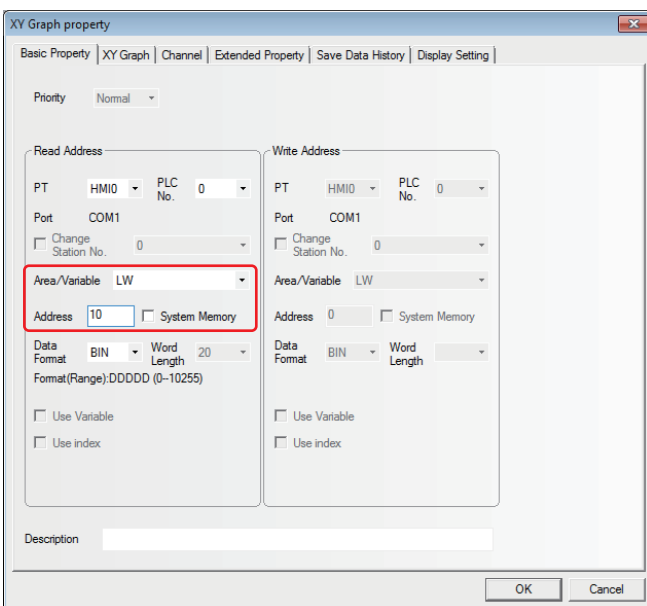 XY Graph property
Basic Property XY Graph Channel Extended Property Save Data History Display Setting
Priority Normal
Read Address
PT HMI0 PLC No. 0
Port COM1
Change Station No. 0
Area/Variable LW
Address 10 System Memory
Data Format BIN Word Length 20
Format(Range):DDDDD (0--10255)
Use Variable
Use index
Write Address
PT HMI0 PLC No. 0
Port COM1
Change Station No. 0
Area/Variable LW
Address 0 System Memory
Data Format BIN Word Length
Use Variable
Use index
Description
OK Cancel